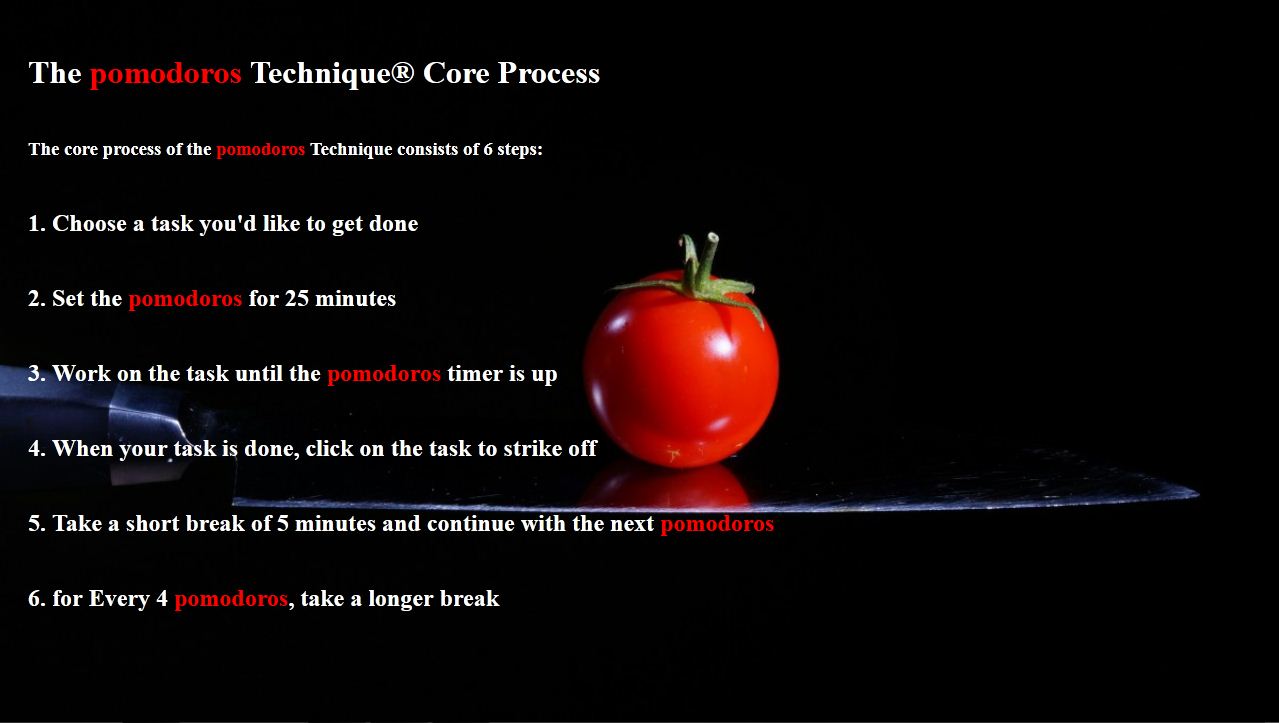 The pomodoros Technique® Core Process
The core process of the pomodoros Technique consists of 6 steps:
1. Choose a task you'd like to get done
2. Set the pomodoros for 25 minutes
3. Work on the task until the pomodoros timer is up
4. When your task is done, click on the task to strike off
5. Take a short break of 5 minutes and continue with the next pomodoros
6. for Every 4 pomodoros, take a longer break